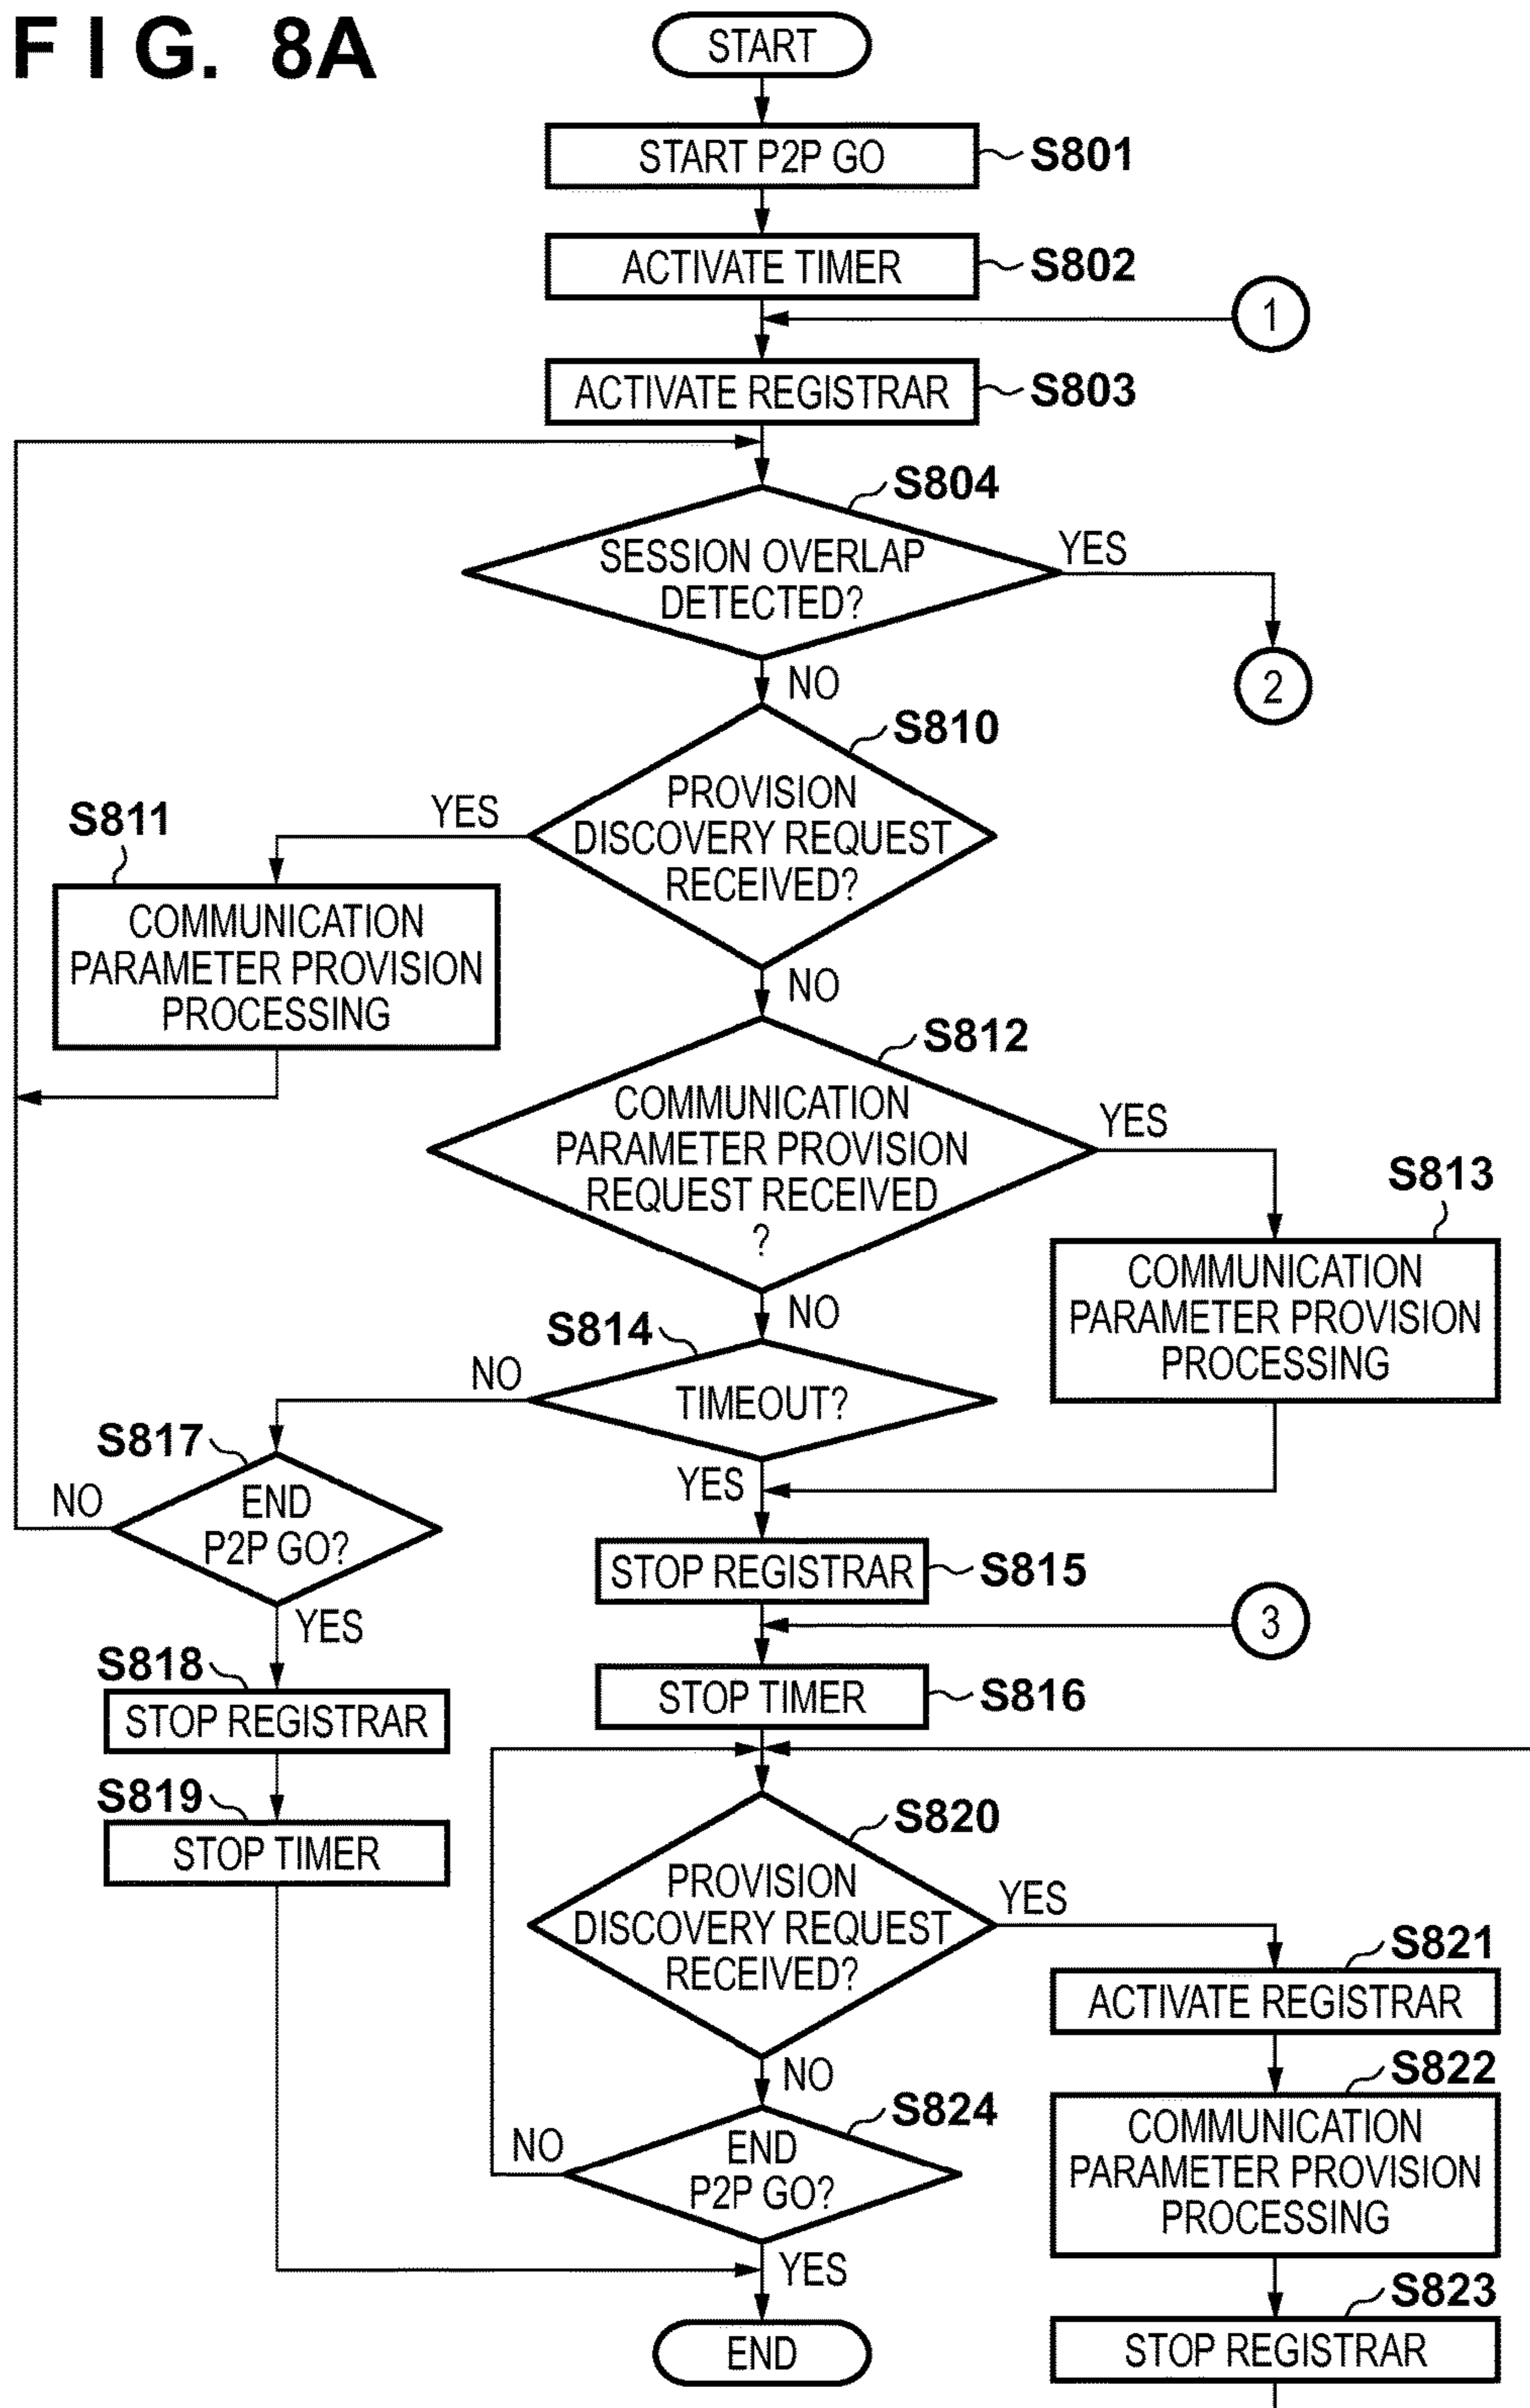 FIG. 8A
START
START P2P GO
S801
ACTIVATE TIMER
S802
1
ACTIVATE REGISTRAR
S803
S804
SESSION OVERLAP
DETECTED?
YES
2
NO
S810
PROVISION
DISCOVERY REQUEST
RECEIVED?
YES
S811
COMMUNICATION
PARAMETER PROVISION
PROCESSING
NO
S812
COMMUNICATION
PARAMETER PROVISION
REQUEST RECEIVED
?
YES
S813
COMMUNICATION
PARAMETER PROVISION
PROCESSING
NO
S814
TIMEOUT?
NO
S817
END
P2P GO?
NO
YES
YES
STOP REGISTRAR
S815
3
S818
STOP REGISTRAR
STOP TIMER
S816
S819
STOP TIMER
S820
PROVISION
DISCOVERY REQUEST
RECEIVED?
YES
S821
ACTIVATE REGISTRAR
NO
S822
COMMUNICATION
PARAMETER PROVISION
PROCESSING
S824
END
P2P GO?
NO
YES
S823
STOP REGISTRAR
END